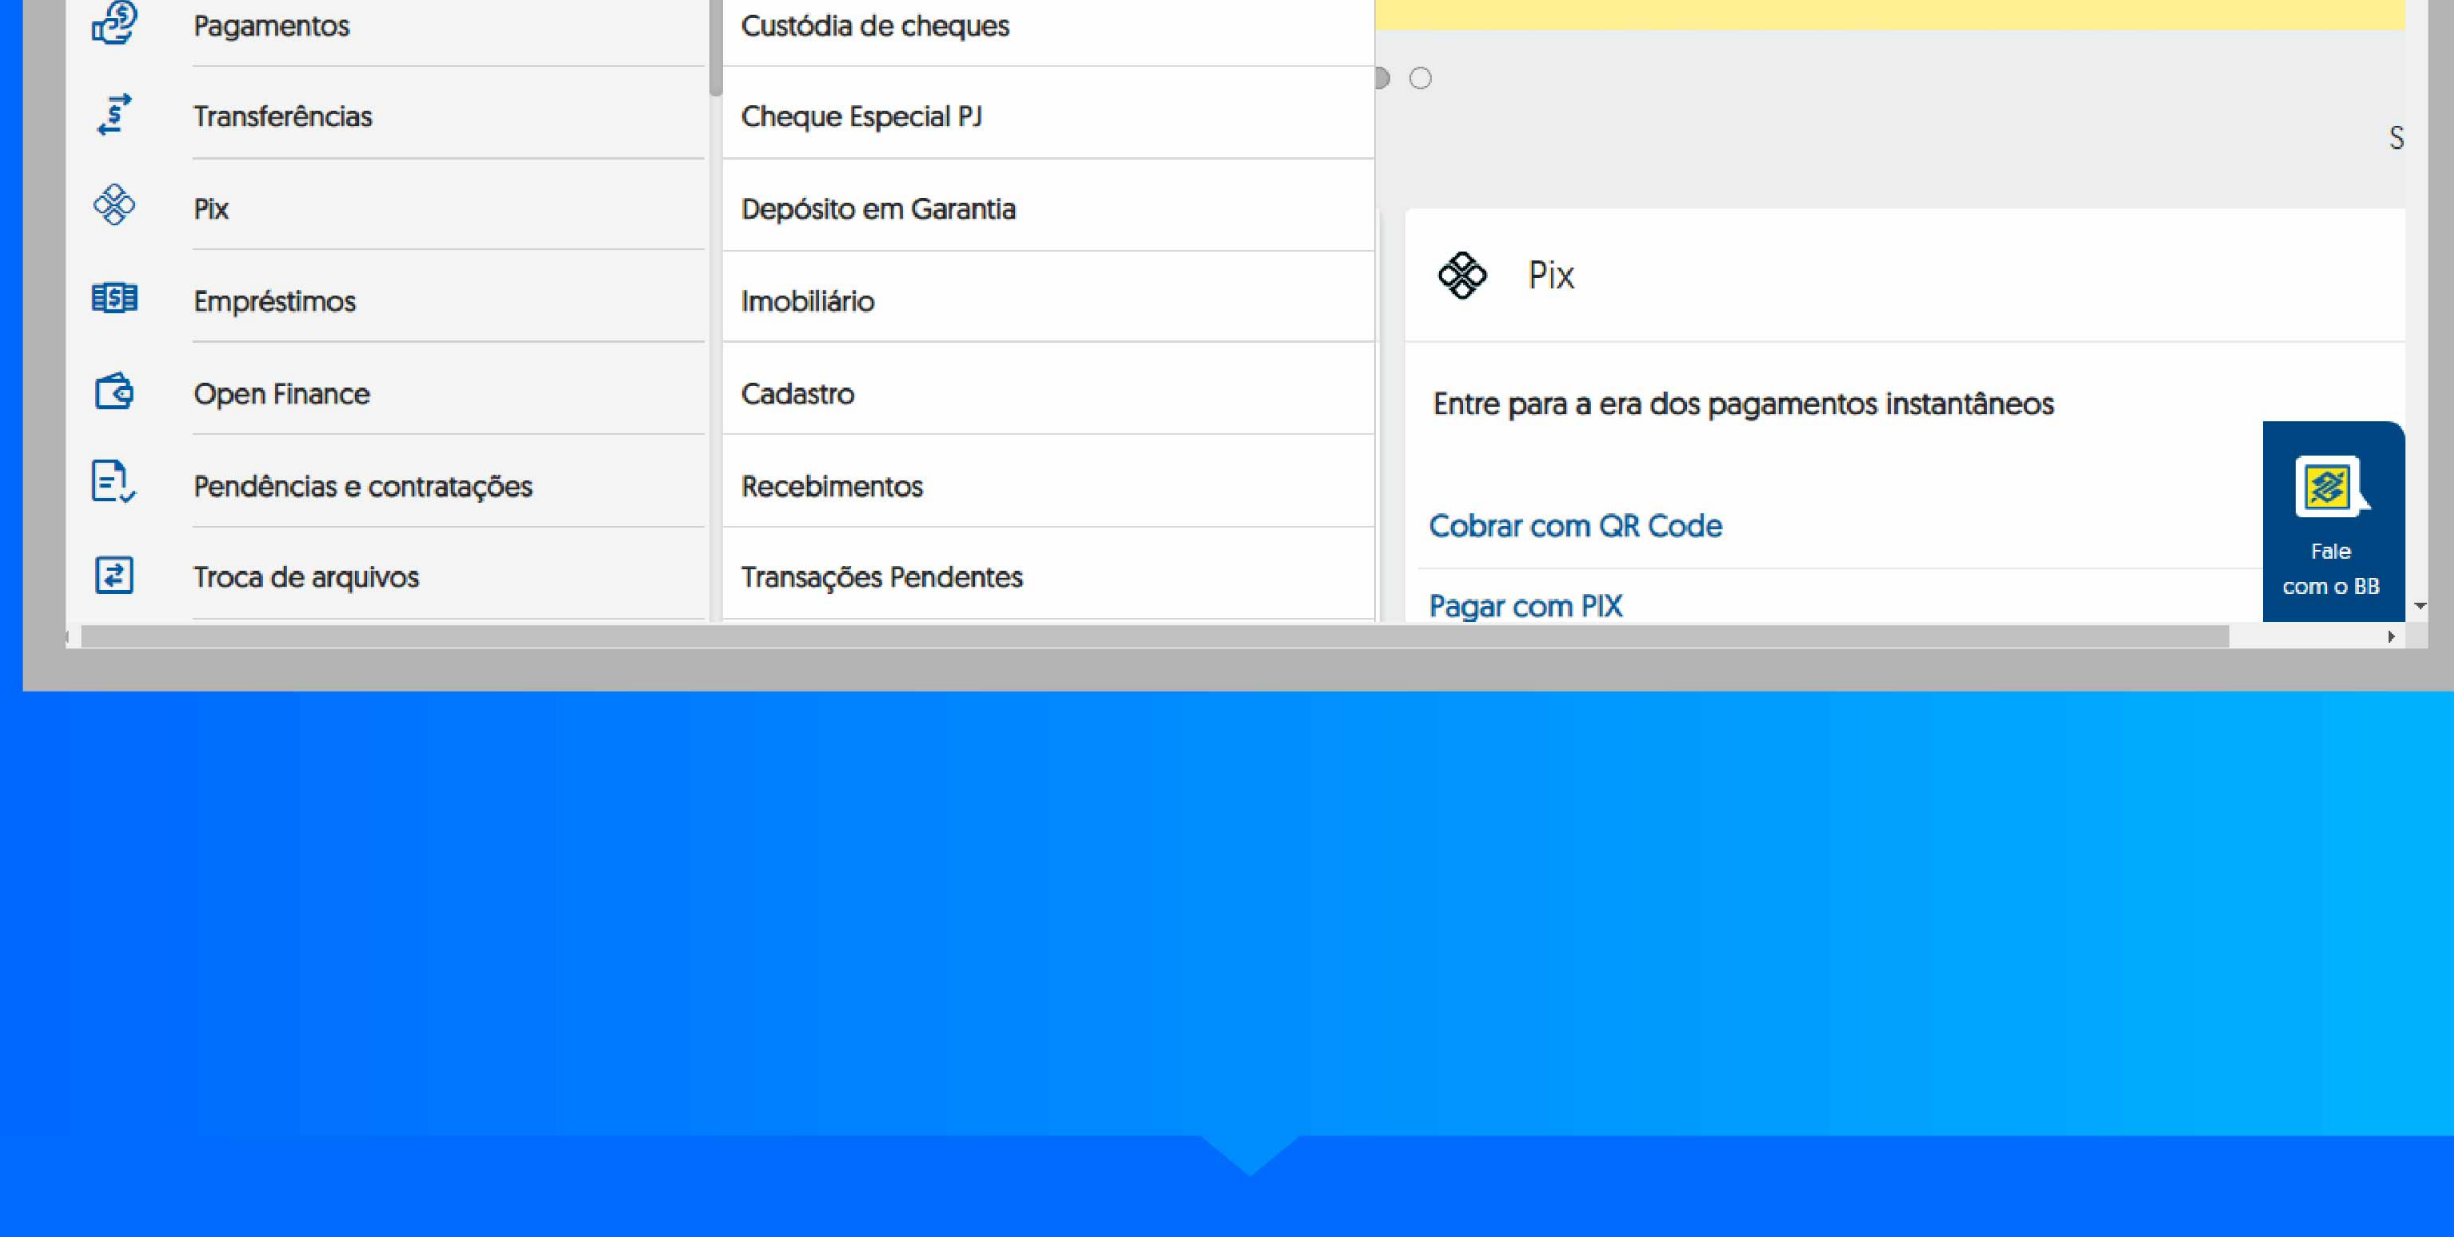 Pagamentos
Transferências
Pix
Empréstimos
Open Finance
Pendências e contratações
Troca de arquivos
Custódia de cheques
Cheque Especial PJ
Depósito em Garantia
Imobiliário
Cadastro
Recebimentos
Transações Pendentes
S
Pix
Entre para a era dos pagamentos instantâneos
Cobrar com QR Code
Pagar com PIX
Fale
com o BB